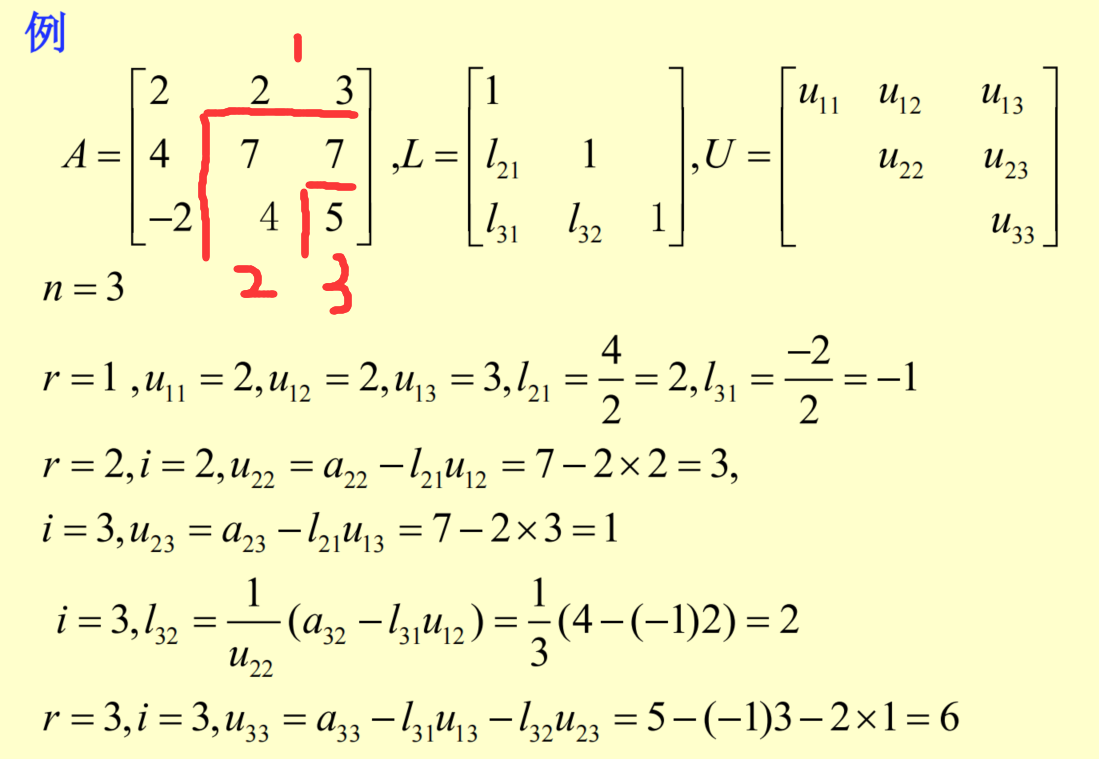 例
1
A = [2 2 3; 4 7 7; −2 4 5], L = [1; l₂₁ 1; l₃₁ l₃₂ 1], U = [u₁₁ u₁₂ u₁₃; u₂₂ u₂₃; u₃₃]
2 3
n = 3
r = 1 , u₁₁ = 2, u₁₂ = 2, u₁₃ = 3, l₂₁ = 4/2 = 2, l₃₁ = −2/2 = −1
r = 2, i = 2, u₂₂ = a₂₂ − l₂₁u₁₂ = 7 − 2 × 2 = 3,
i = 3, u₂₃ = a₂₃ − l₂₁u₁₃ = 7 − 2 × 3 = 1
i = 3, l₃₂ = 1/u₂₂ (a₃₂ − l₃₁u₁₂) = 1/3 (4 − (−1)2) = 2
r = 3, i = 3, u₃₃ = a₃₃ − l₃₁u₁₃ − l₃₂u₂₃ = 5 − (−1)3 − 2 × 1 = 6